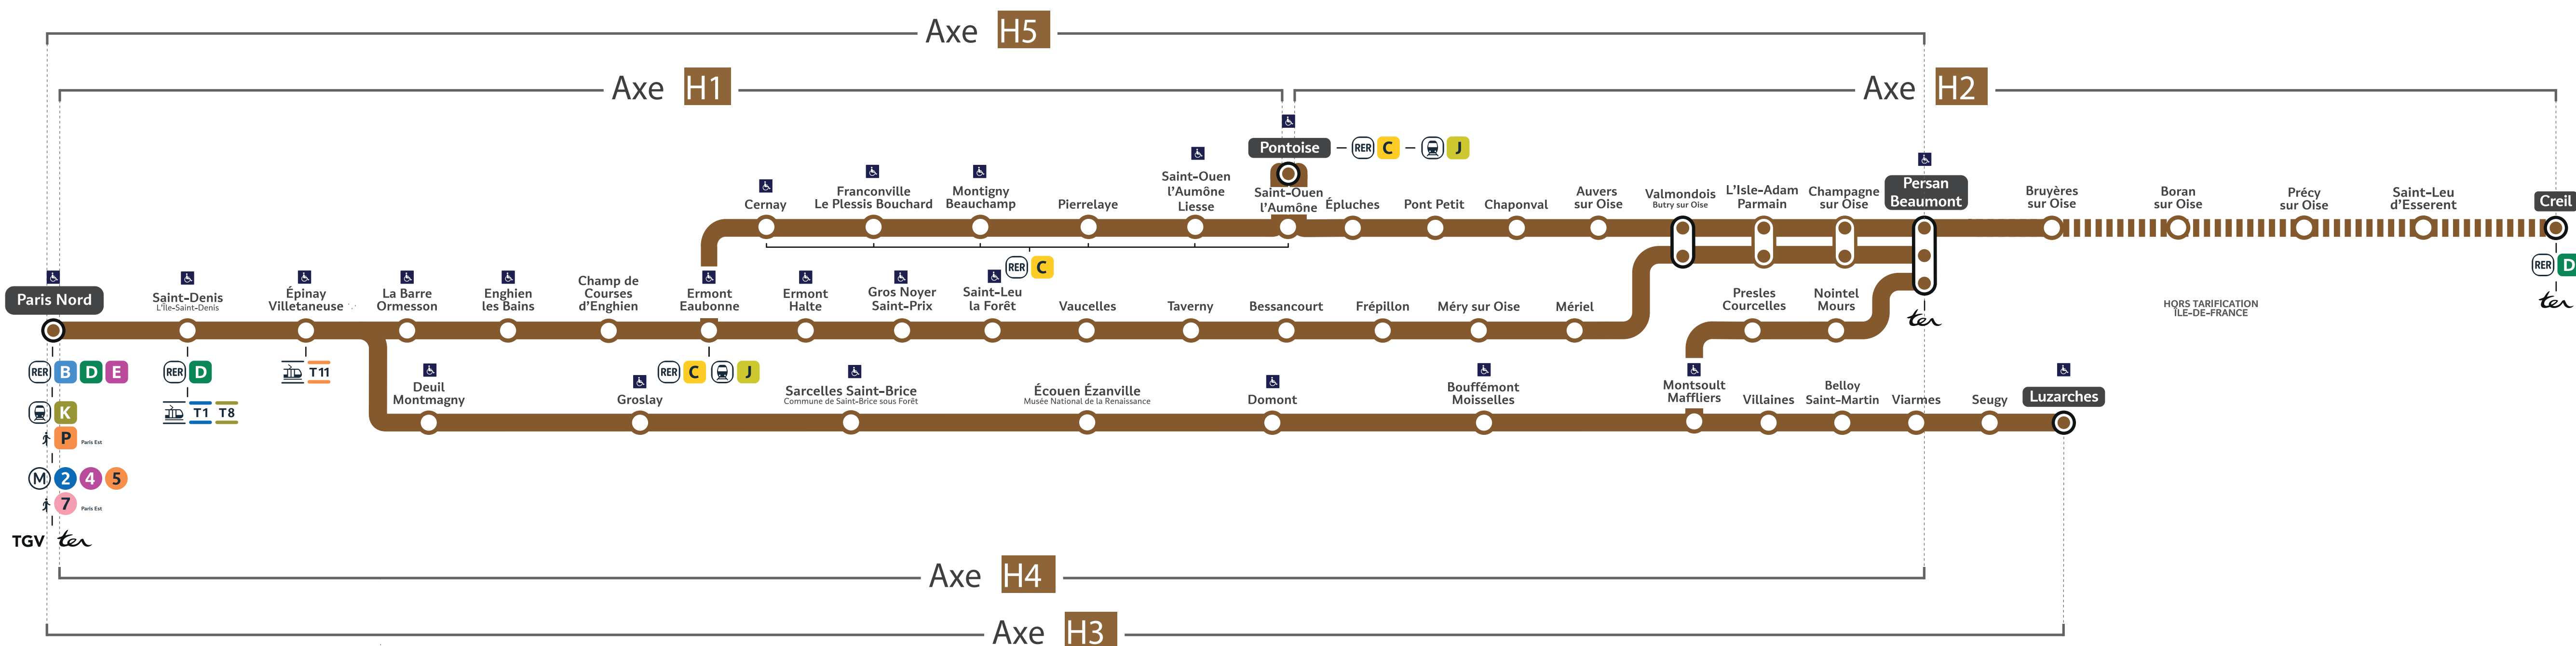 Axe H5
Axe H1
Axe H2
Pontoise
RER C
J
Cernay
Franconville
Le Plessis Bouchard
Montigny
Beauchamp
Pierrelaye
Saint-Ouen
l'Aumône
Liesse
Saint-Ouen
l'Aumône
Épluches
Pont Petit
Chaponval
Auvers
sur Oise
Valmondois
Butry sur Oise
L'Isle-Adam
Parmain
Champagne
sur Oise
Persan
Beaumont
Bruyères
sur Oise
Boran
sur Oise
Précy
sur Oise
Saint-Leu
d'Esserent
Creil
RER C
RER D
ter
HORS TARIFICATION
ÎLE-DE-FRANCE
Paris Nord
Saint-Denis
L'Île-Saint-Denis
Épinay
Villetaneuse
La Barre
Ormesson
Enghien
les Bains
Champ de
Courses
d'Enghien
Ermont
Eaubonne
Ermont
Halte
Gros Noyer
Saint-Prix
Saint-Leu
la Forêt
Vaucelles
Taverny
Bessancourt
Frépillon
Méry sur Oise
Mériel
Presles
Courcelles
Nointel
Mours
ter
RER B D E
K
P Paris Est
M 2 4 5
7 Paris Est
TGV ter
RER D
T1 T8
T11
RER C J
Deuil
Montmagny
Groslay
Sarcelles Saint-Brice
Commune de Saint-Brice sous Forêt
Écouen Ézanville
Musée National de la Renaissance
Domont
Bouffémont
Moisselles
Montsoult
Maffliers
Villaines
Belloy
Saint-Martin
Viarmes
Seugy
Luzarches
Axe H4
Axe H3